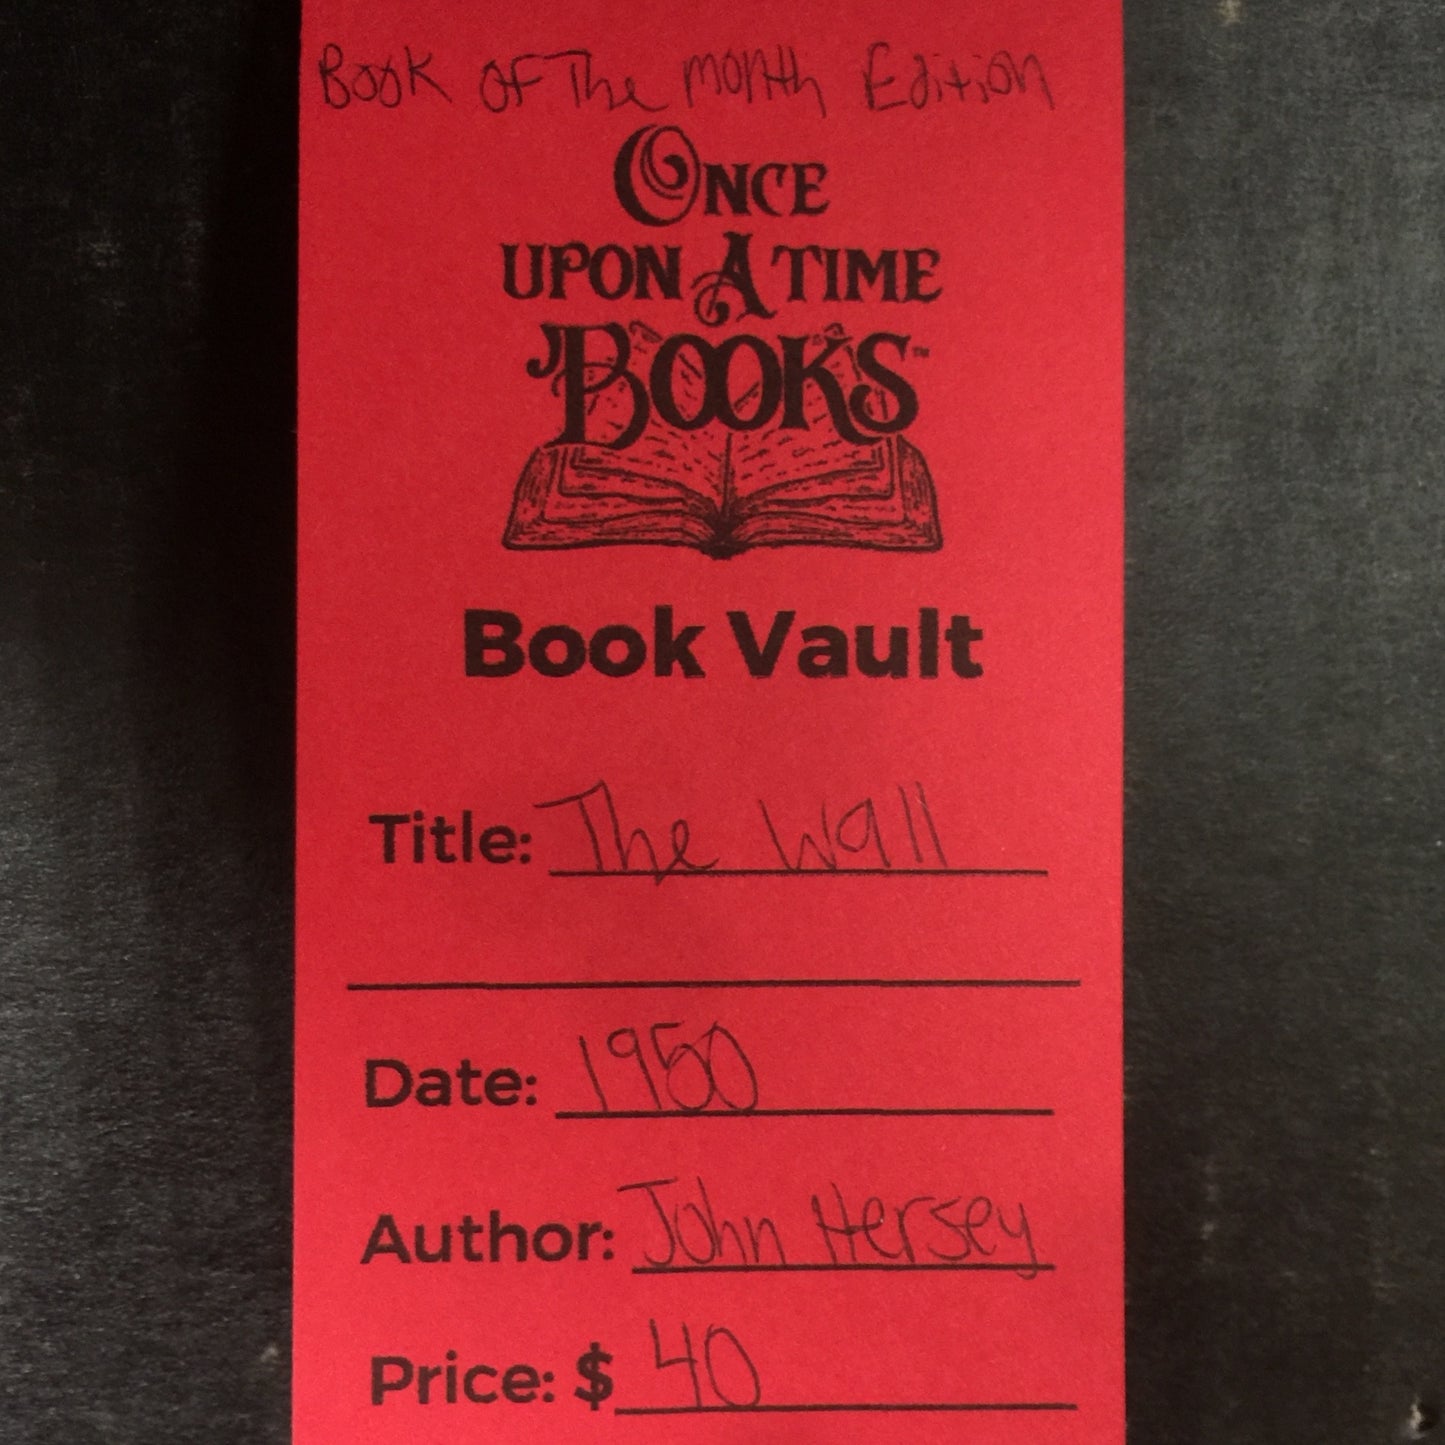 Book Of The Month Edition
ONCE
UPON A TIME
BOOKS™
Book Vault
Title: The Wall
Date: 1950
Author: John Hersey
Price: $ 40